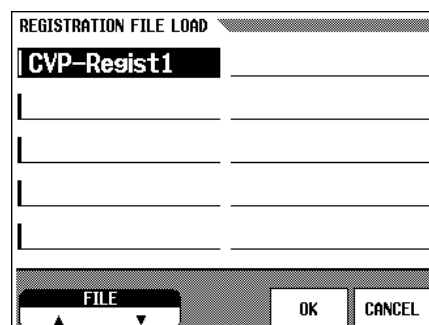 REGISTRATION FILE LOAD
CVP-Regist1
FILE
OK
CANCEL